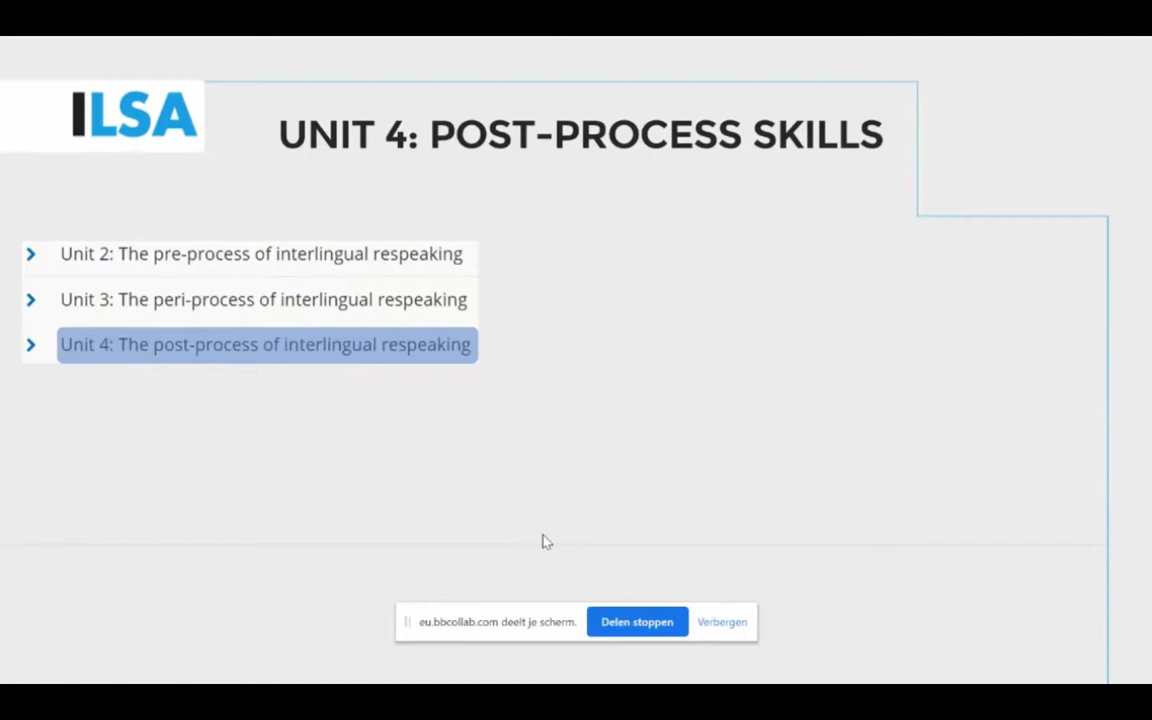 ILSA
UNIT 4: POST-PROCESS SKILLS
Unit 2: The pre-process of interlingual respeaking
Unit 3: The peri-process of interlingual respeaking
Unit 4: The post-process of interlingual respeaking
eu.bbcollab.com deelt je scherm. Delen stoppen Verbergen